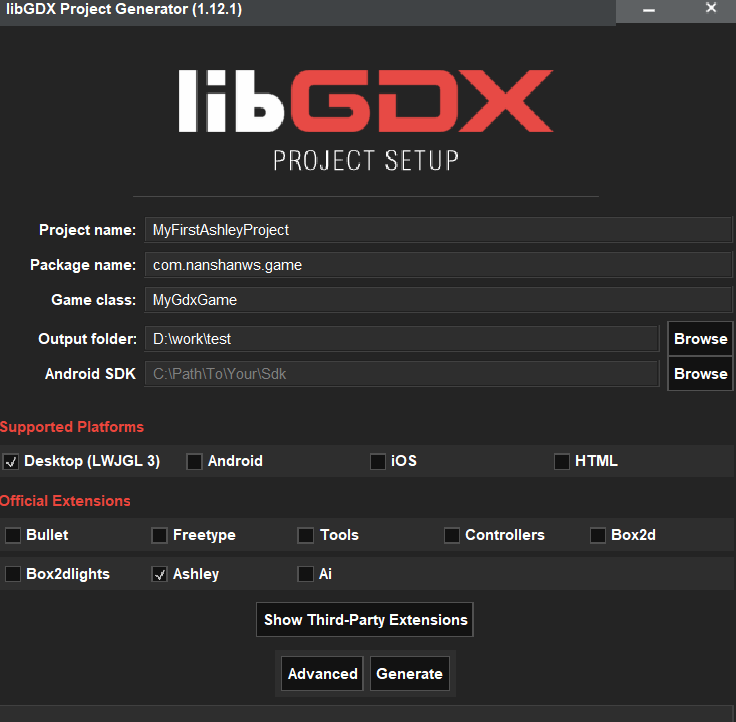 libGDX Project Generator (1.12.1)
libGDX
PROJECT SETUP
Project name: MyFirstAshleyProject
Package name: com.nanshanws.game
Game class: MyGdxGame
Output folder: D:\work\test Browse
Android SDK C:\Path\To\Your\Sdk Browse
Supported Platforms
Desktop (LWJGL 3) Android iOS HTML
Official Extensions
Bullet Freetype Tools Controllers Box2d
Box2dlights Ashley Ai
Show Third-Party Extensions
Advanced Generate